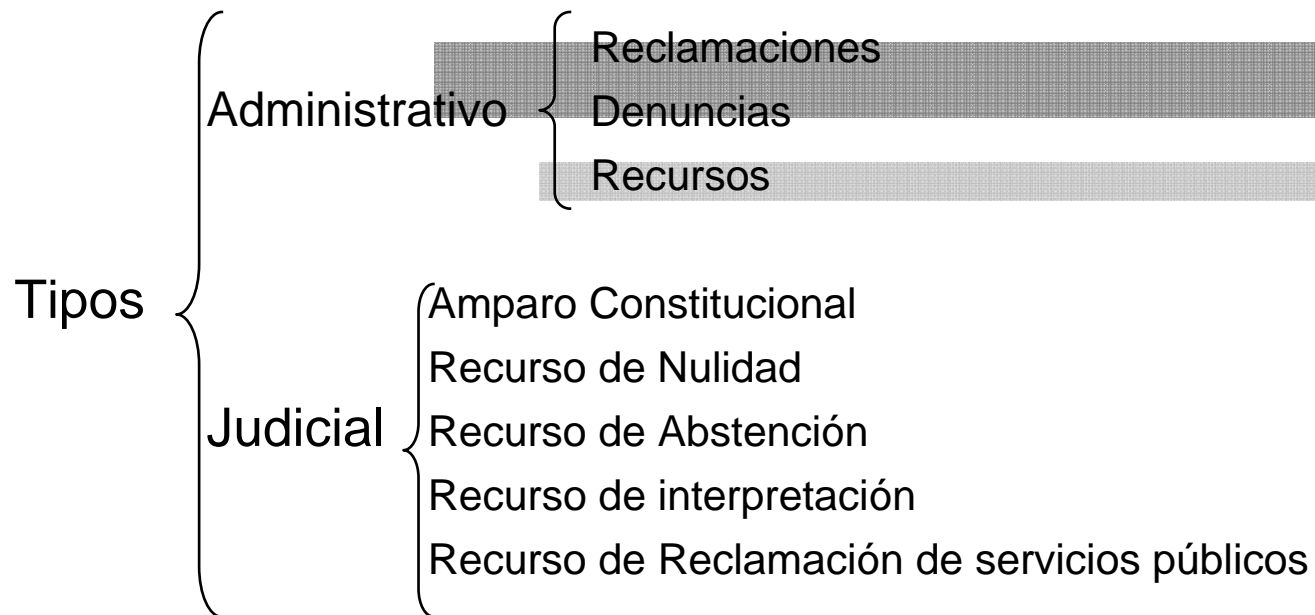 Tipos
Administrativo
Reclamaciones
Denuncias
Recursos
Judicial
Amparo Constitucional
Recurso de Nulidad
Recurso de Abstención
Recurso de interpretación
Recurso de Reclamación de servicios públicos